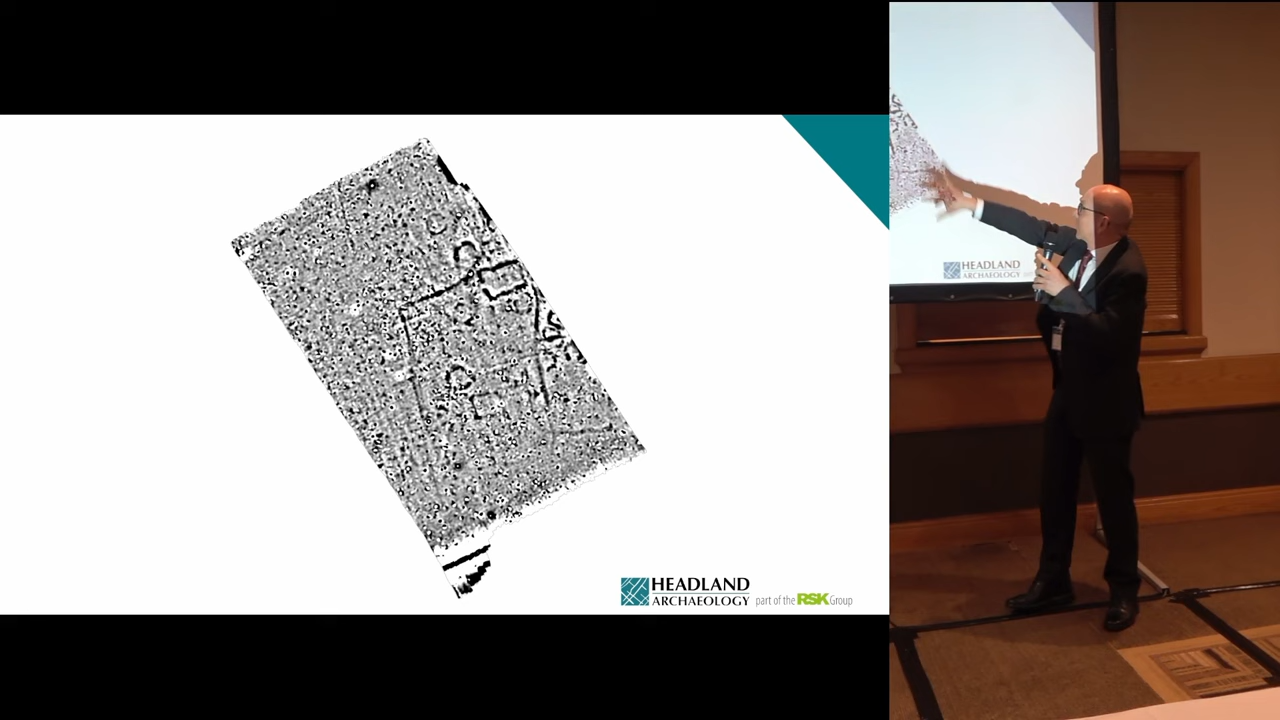 HEADLAND
ARCHAEOLOGY part of the RSK Group
HEADLAND
ARCHAEOLOGY